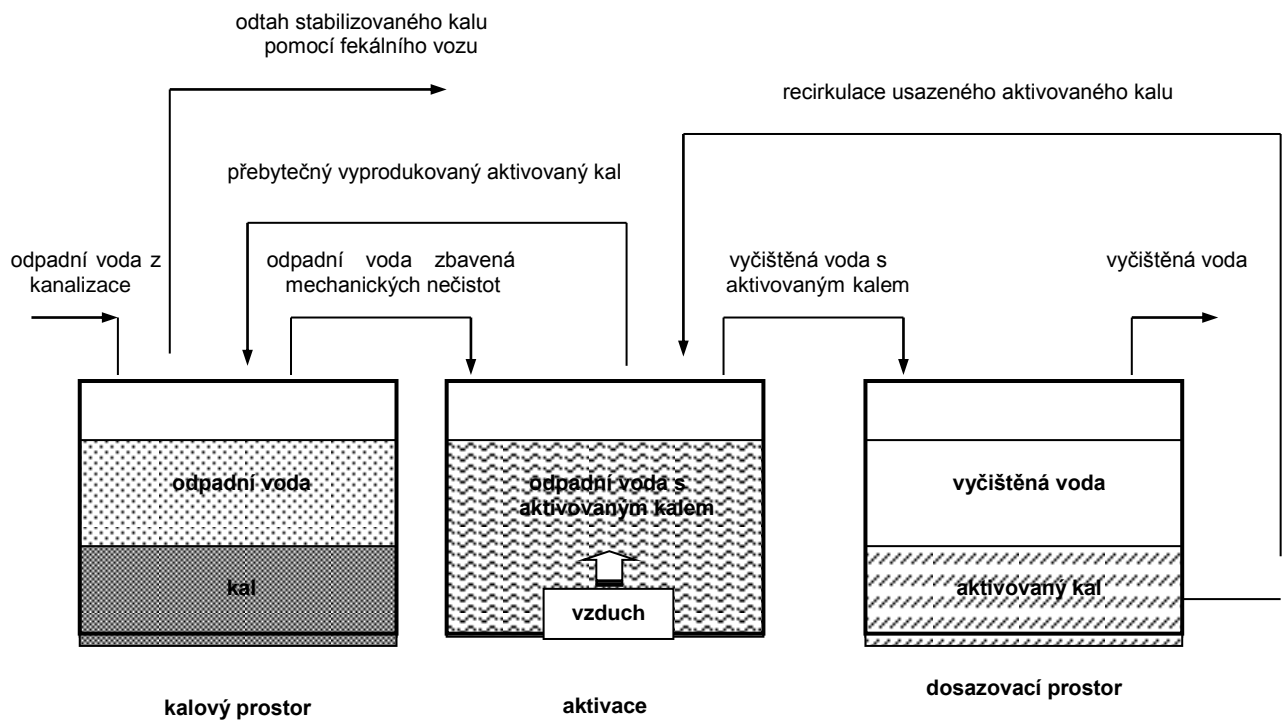 odtah stabilizovaného kalu
pomocí fekálního vozu
recirkulace usazeného aktivovaného kalu
přebytečný vyprodukovaný aktivovaný kal
odpadní voda z
kanalizace
odpadní voda zbavená
mechanických nečistot
vyčištěná voda s
aktivovaným kalem
vyčištěná voda
odpadní voda
kal
odpadní voda s
aktivovaným kalem
vzduch
vyčištěná voda
aktivovaný kal
kalový prostor
aktivace
dosazovací prostor